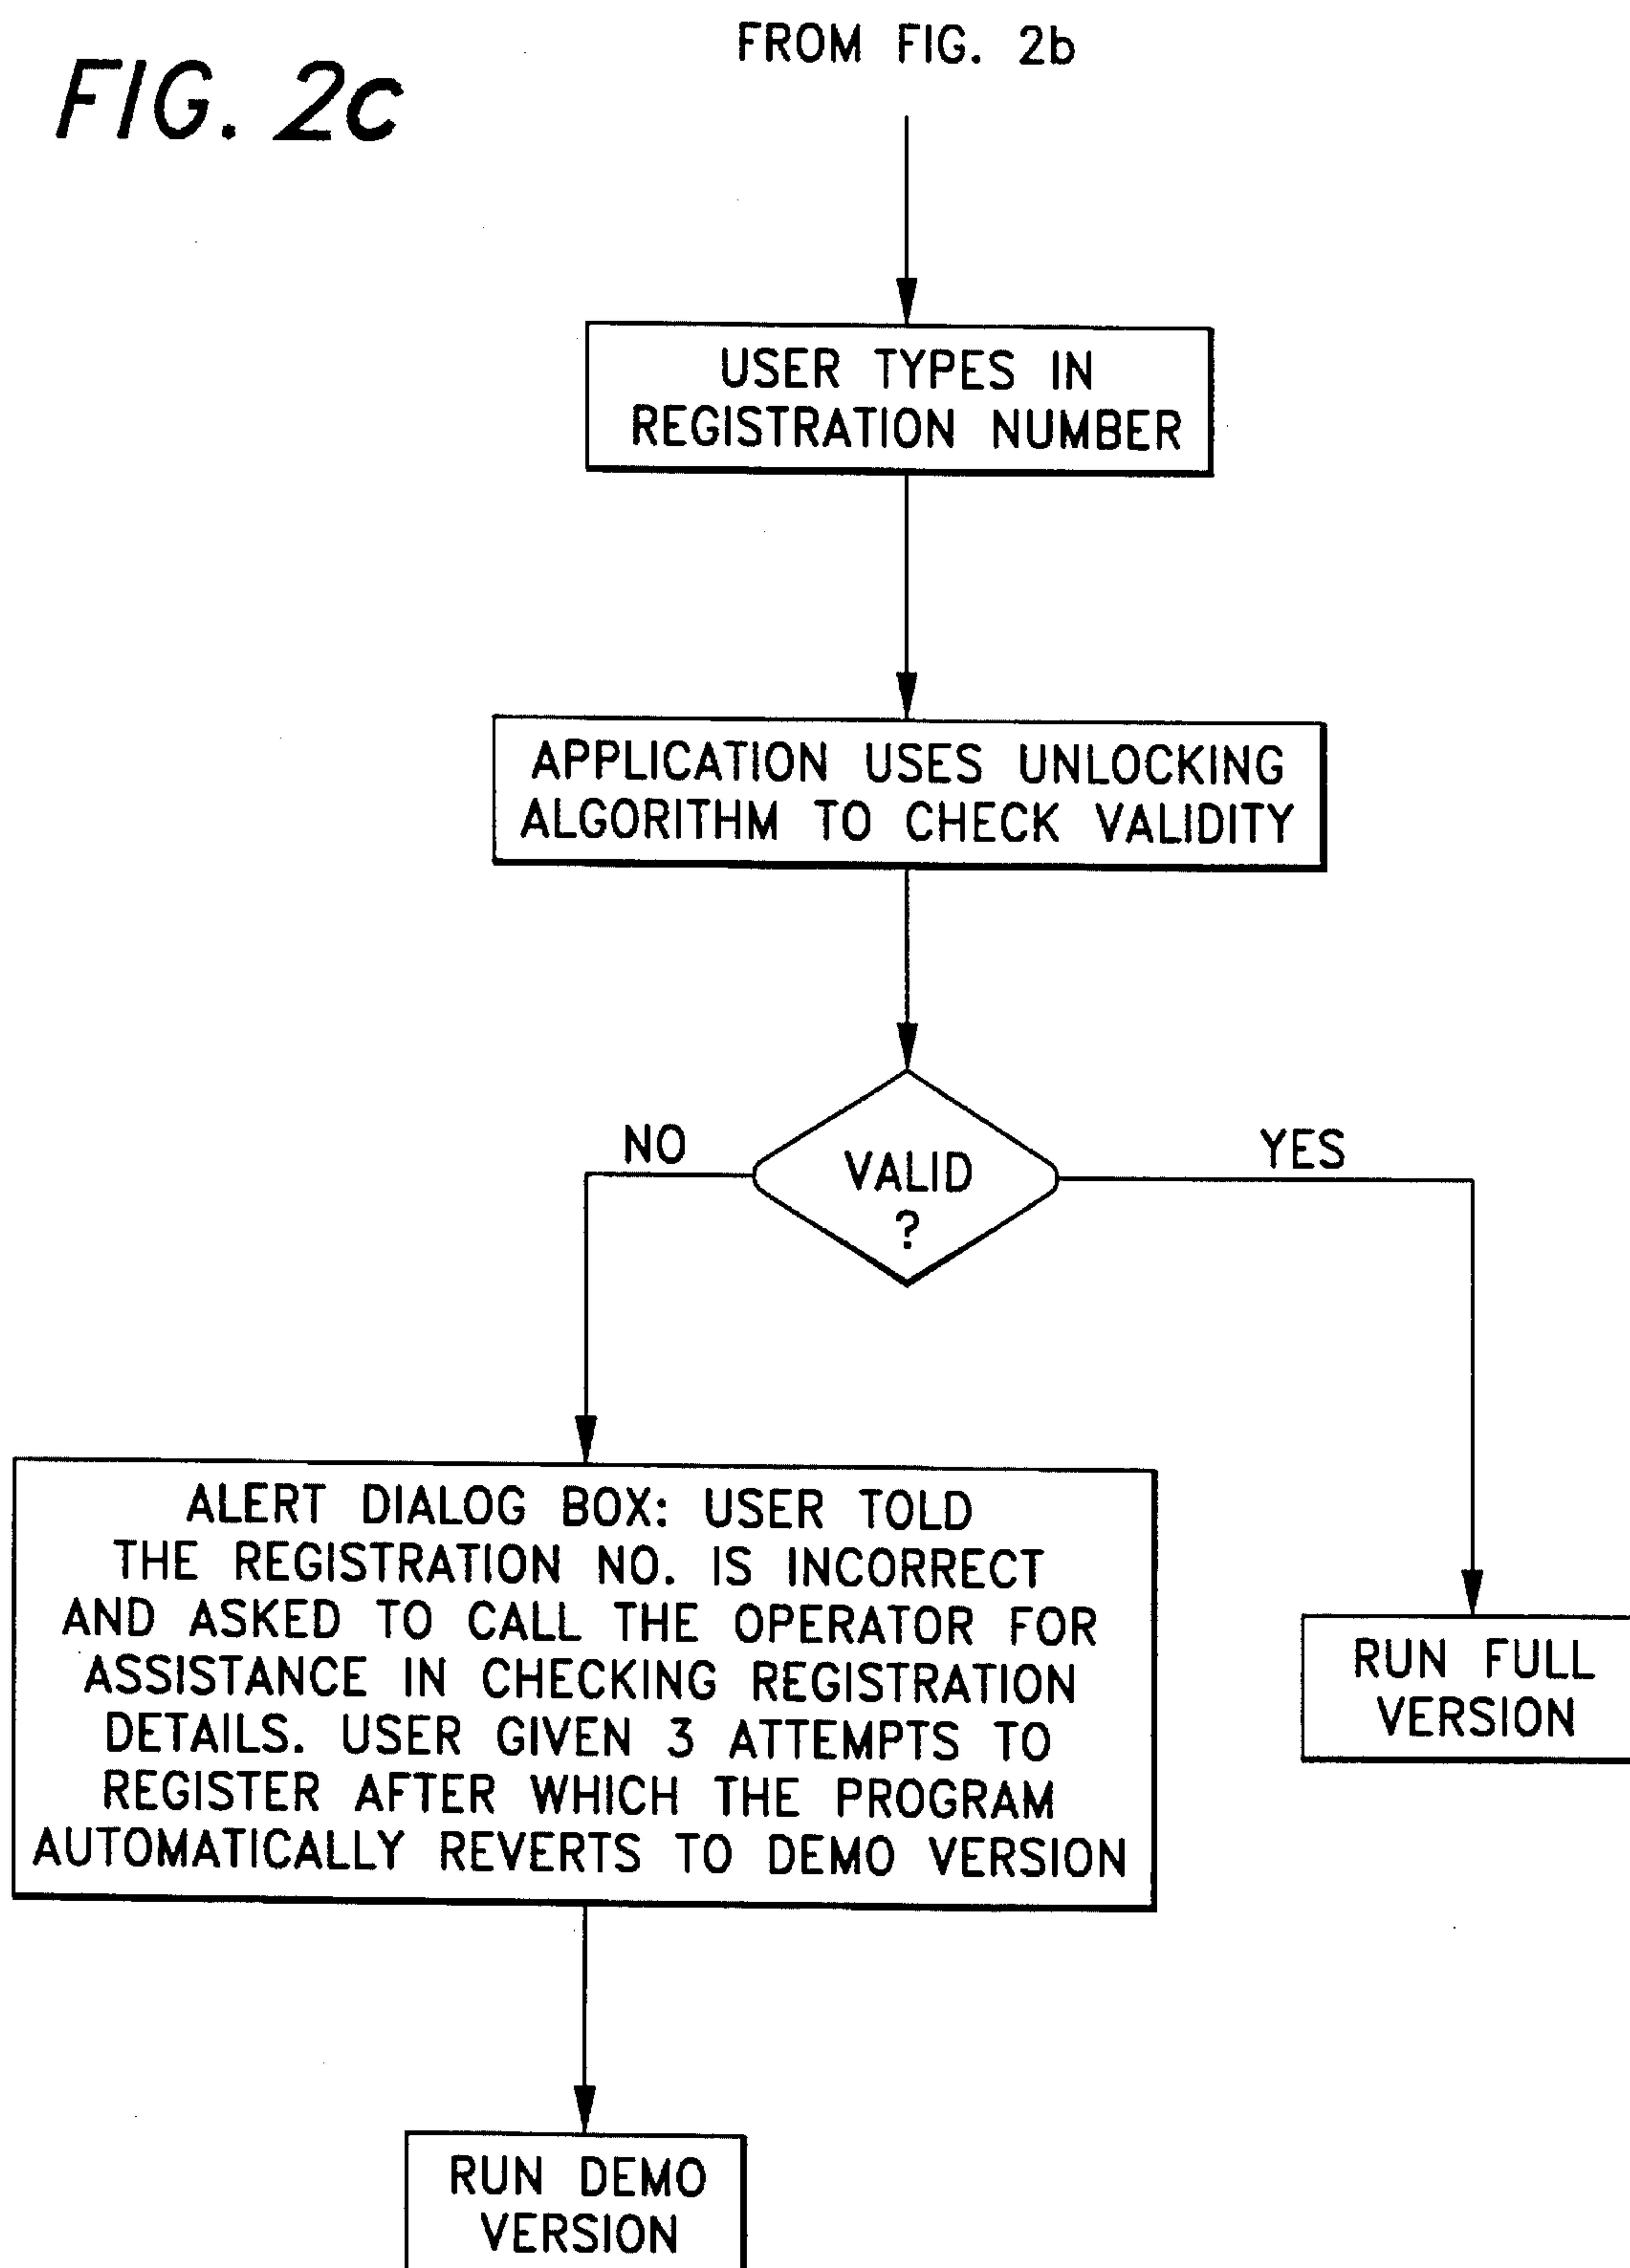 FIG. 2c
FROM FIG. 2b
USER TYPES IN
REGISTRATION NUMBER
APPLICATION USES UNLOCKING
ALGORITHM TO CHECK VALIDITY
VALID
?
NO
YES
ALERT DIALOG BOX: USER TOLD
THE REGISTRATION NO. IS INCORRECT
AND ASKED TO CALL THE OPERATOR FOR
ASSISTANCE IN CHECKING REGISTRATION
DETAILS. USER GIVEN 3 ATTEMPTS TO
REGISTER AFTER WHICH THE PROGRAM
AUTOMATICALLY REVERTS TO DEMO VERSION
RUN FULL
VERSION
RUN DEMO
VERSION